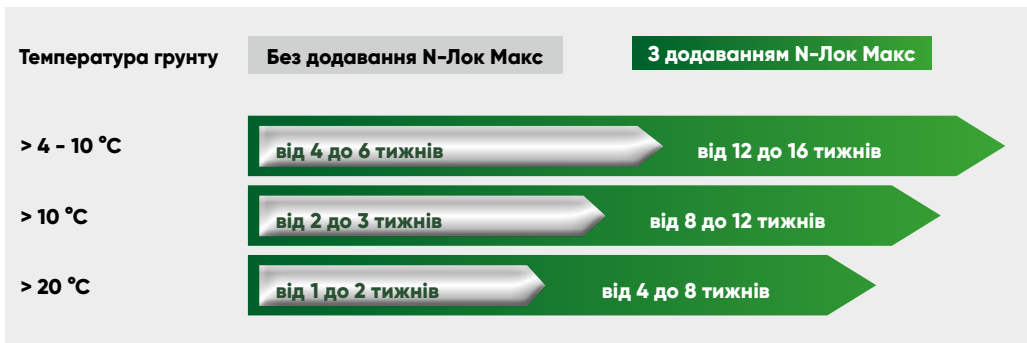 Температура грунту
Без додавання N-Лок Макс
З додаванням N-Лок Макс
> 4 - 10 °C
від 4 до 6 тижнів
від 12 до 16 тижнів
> 10 °C
від 2 до 3 тижнів
від 8 до 12 тижнів
> 20 °C
від 1 до 2 тижнів
від 4 до 8 тижнів